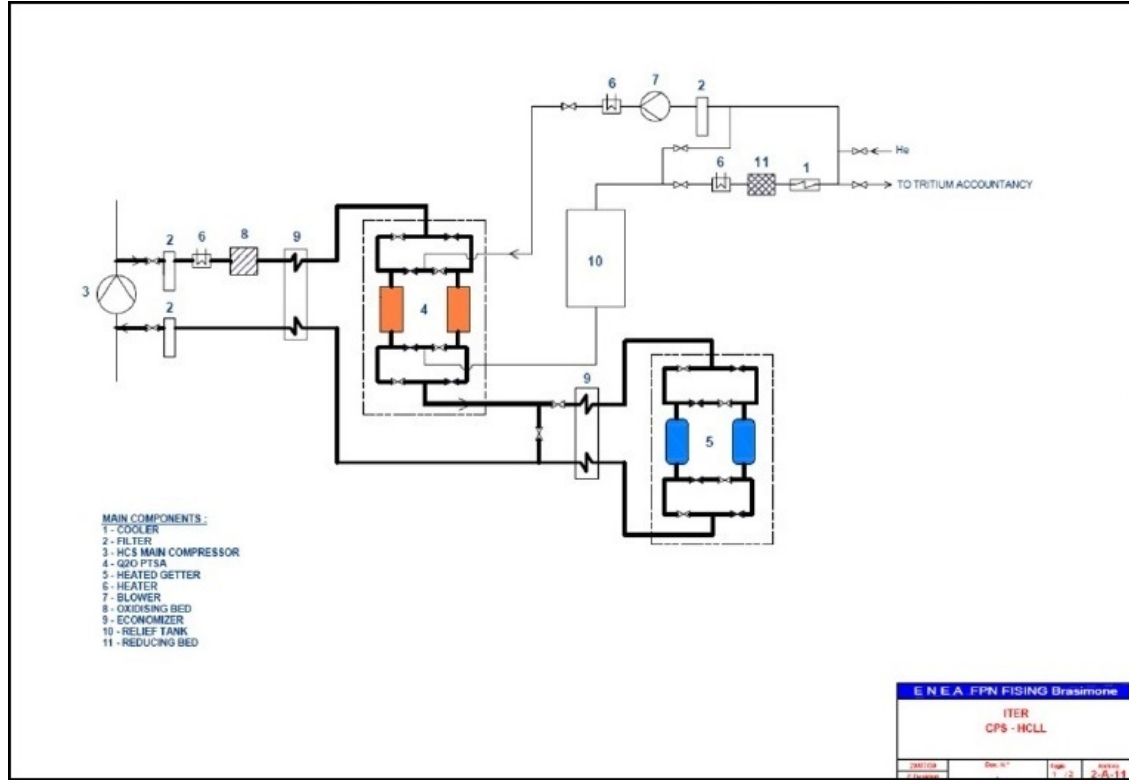 6
7
2
He
6
11
1
TO TRITIUM ACCOUNTANCY
2
6
8
9
10
3
4
2
9
5
MAIN COMPONENTS :
1 - COOLER
2 - FILTER
3 - HCS MAIN COMPRESSOR
4 - Q2O PTSA
5 - HEATED GETTER
6 - HEATER
7 - BLOWER
8 - OXIDISING BED
9 - ECONOMIZER
10 - RELIEF TANK
11 - REDUCING BED
E N E A FPN FISING Brasimone
ITER
CPS - HCLL
Doc. N°
1 / 2
2-A-11